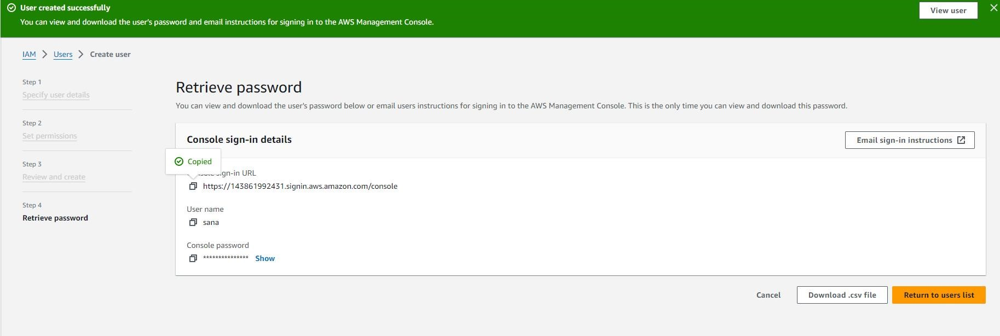 User created successfully
You can view and download the user's password and email instructions for signing in to the AWS Management Console.
View user
IAM > Users > Create user
Step 1
Specify user details
Step 2
Set permissions
Step 3
Review and create
Step 4
Retrieve password
Retrieve password
You can view and download the user's password below or email users instructions for signing in to the AWS Management Console. This is the only time you can view and download this password.
Console sign-in details
Email sign-in instructions
Copied
sign-in URL
https://143861992431.signin.aws.amazon.com/console
User name
sana
Console password
*************** Show
Cancel
Download .csv file
Return to users list